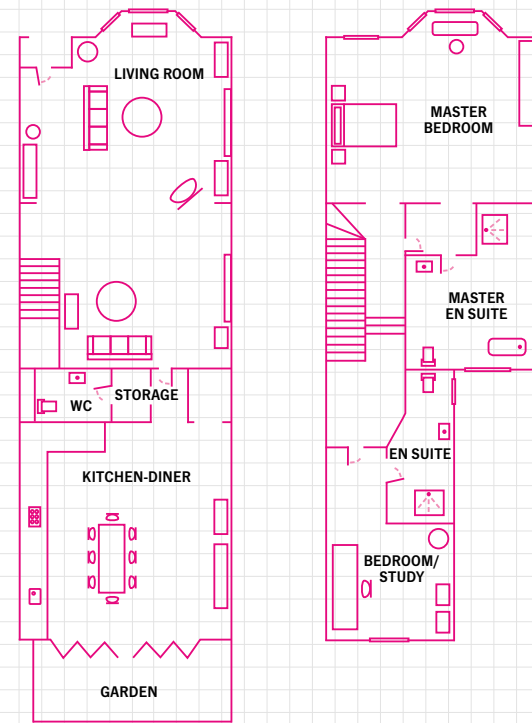 LIVING ROOM
WC
STORAGE
KITCHEN-DINER
GARDEN
MASTER
BEDROOM
MASTER
EN SUITE
EN SUITE
BEDROOM/
STUDY